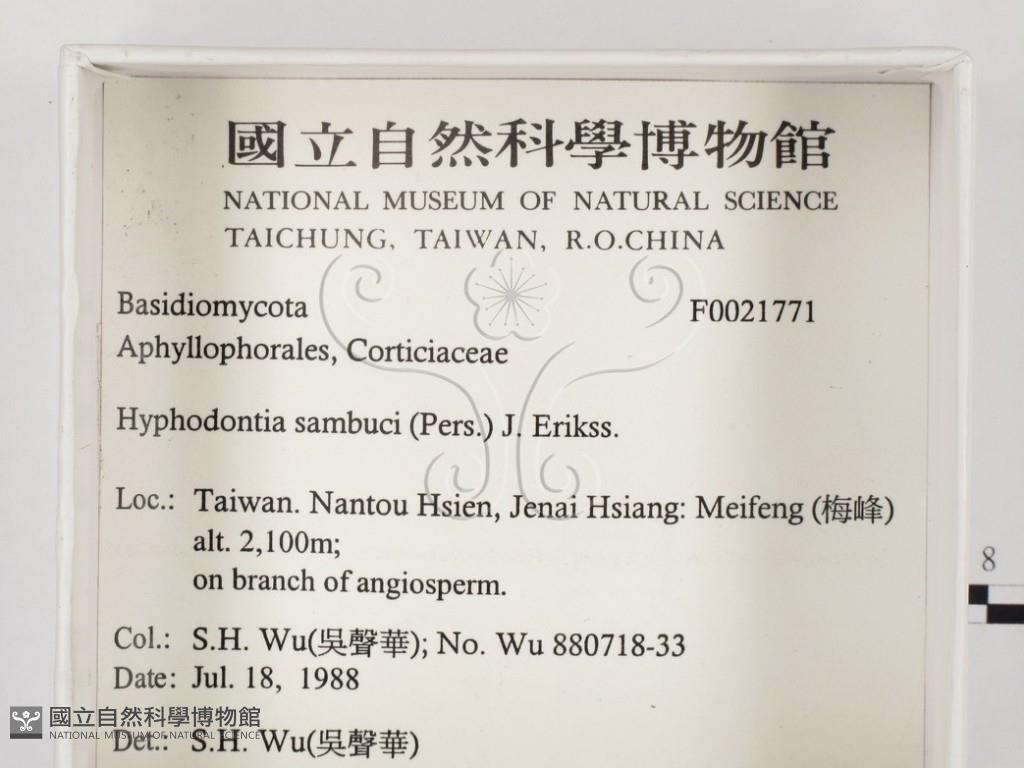 國立自然科學博物館
NATIONAL MUSEUM OF NATURAL SCIENCE
TAICHUNG, TAIWAN, R.O.CHINA
Basidiomycota F0021771
Aphyllophorales, Corticiaceae
Hyphodontia sambuci (Pers.) J. Erikss.
Loc.: Taiwan. Nantou Hsien, Jenai Hsiang: Meifeng (梅峰)
alt. 2,100m;
on branch of angiosperm.
8
Col.: S.H. Wu(吳聲華); No. Wu 880718-33
Date: Jul. 18, 1988
Det.: S.H. Wu(吳聲華)
國立自然科學博物館
NATIONAL MUSEUM OF NATURAL SCIENCE